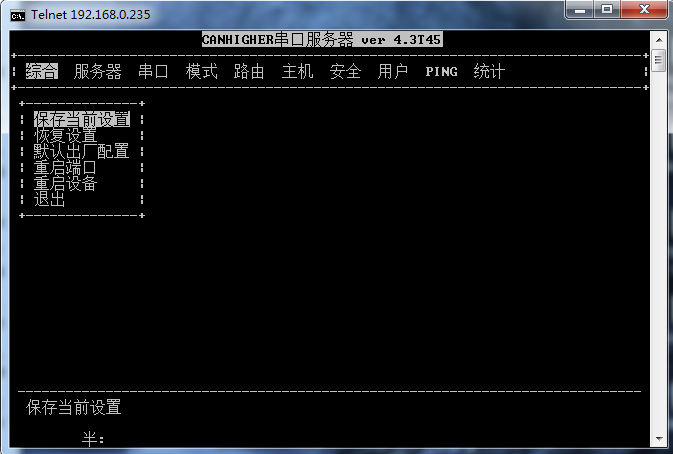 Telnet 192.168.0.235
CANHIGHER串口服务器 ver 4.3T45
综合 服务器 串口 模式 路由 主机 安全 用户 PING 统计
保存当前设置
恢复设置
默认出厂配置
重启端口
重启设备
退出
保存当前设置
半: